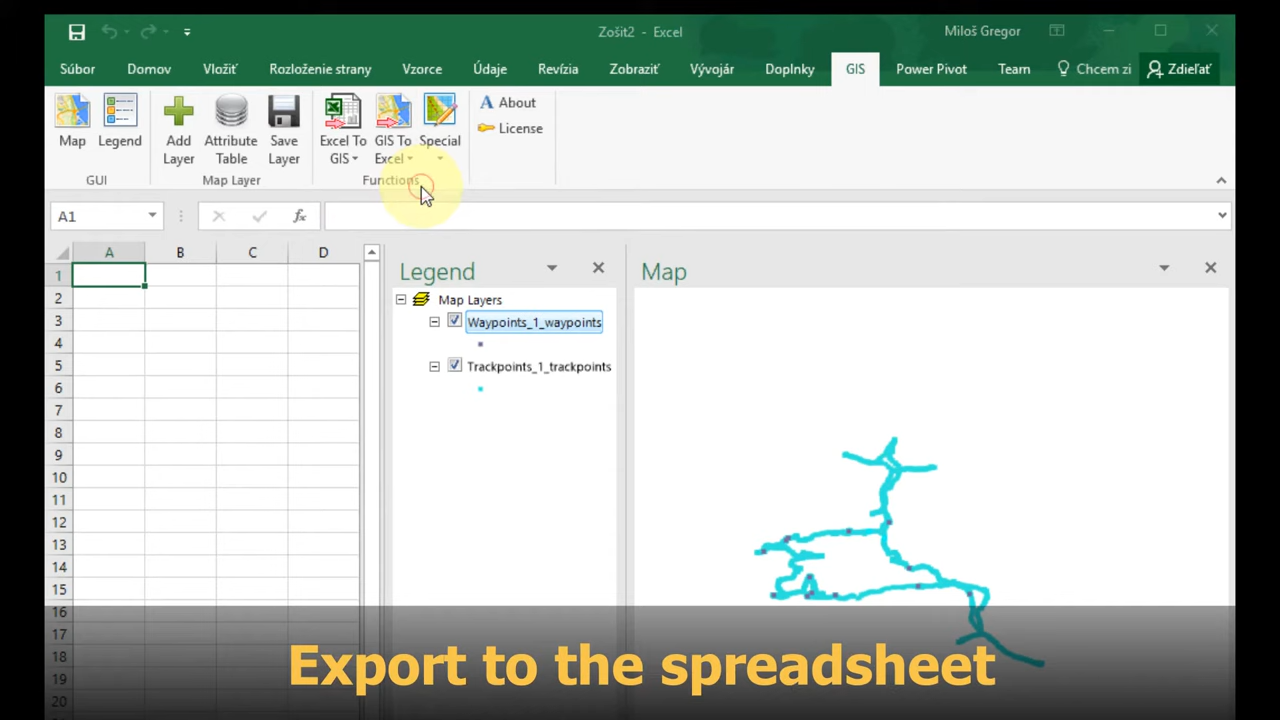 Zošit2 - Excel
Miloš Gregor
Súbor
Domov
Vložiť
Rozloženie strany
Vzorce
Údaje
Revízia
Zobraziť
Vývojár
Doplnky
GIS
Power Pivot
Team
Chcem zi
Zdieľať
Map
Legend
Add Layer
Attribute Table
Save Layer
Excel To GIS
GIS To Excel
Special
About
License
GUI
Map Layer
Functions
A1
fx
A B C D
Legend
Map
1
2
3
4
5
6
7
8
9
10
11
12
13
14
15
16
17
18
19
20
Map Layers
Waypoints_1_waypoints
Trackpoints_1_trackpoints
Export to the spreadsheet